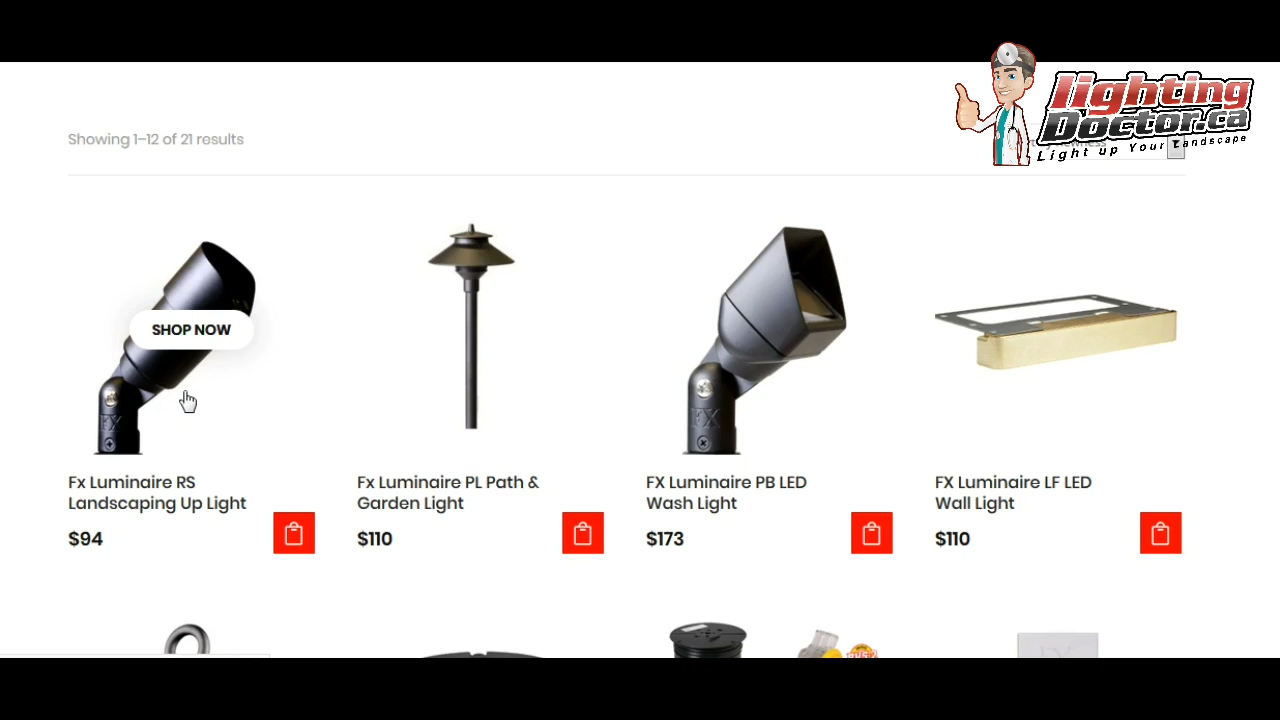 lighting
Doctor.ca
Light up Your Landscape
Showing 1–12 of 21 results
SHOP NOW
FX
FX
Fx Luminaire RS
Landscaping Up Light
$94
Fx Luminaire PL Path &
Garden Light
$110
FX Luminaire PB LED
Wash Light
$173
FX Luminaire LF LED
Wall Light
$110